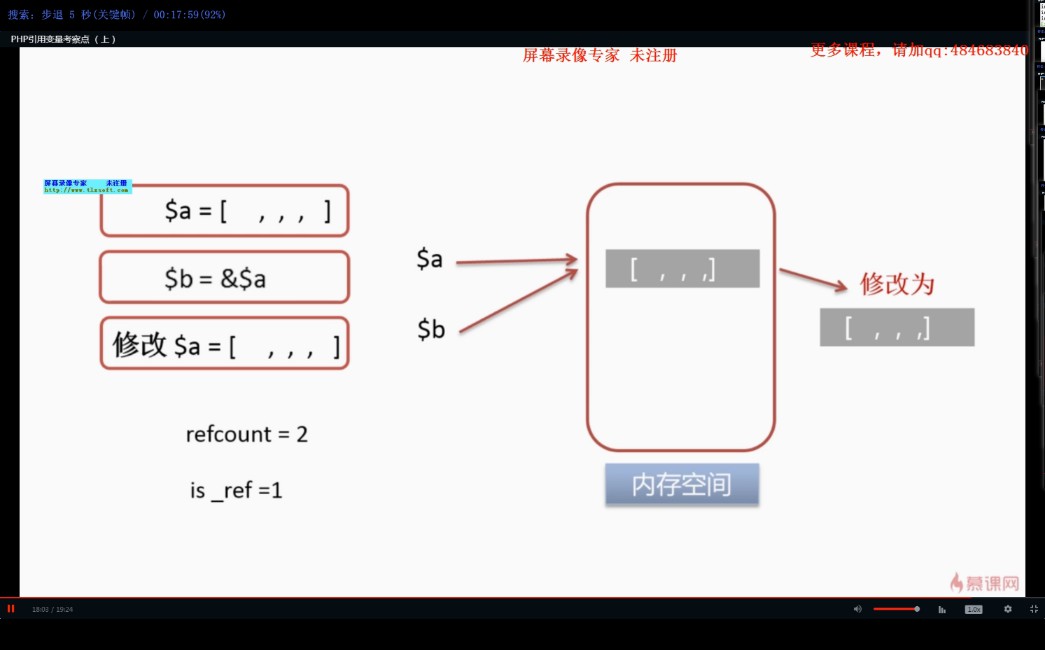 搜索: 步退 5 秒(关键帧) / 00:17:59(92%)
PHP引用变量考察点（上）
屏幕录像专家 未注册
更多课程，请加qq:484683840
屏幕录像专家 未注册
http://www.tlxsoft.com
$a = [ , , , ]
$b = &$a
修改 $a = [ , , , ]
refcount = 2
is _ref =1
$a
$b
[ , , ,]
内存空间
修改为
[ , , ,]
慕课网
18:03 / 19:24
1.0x